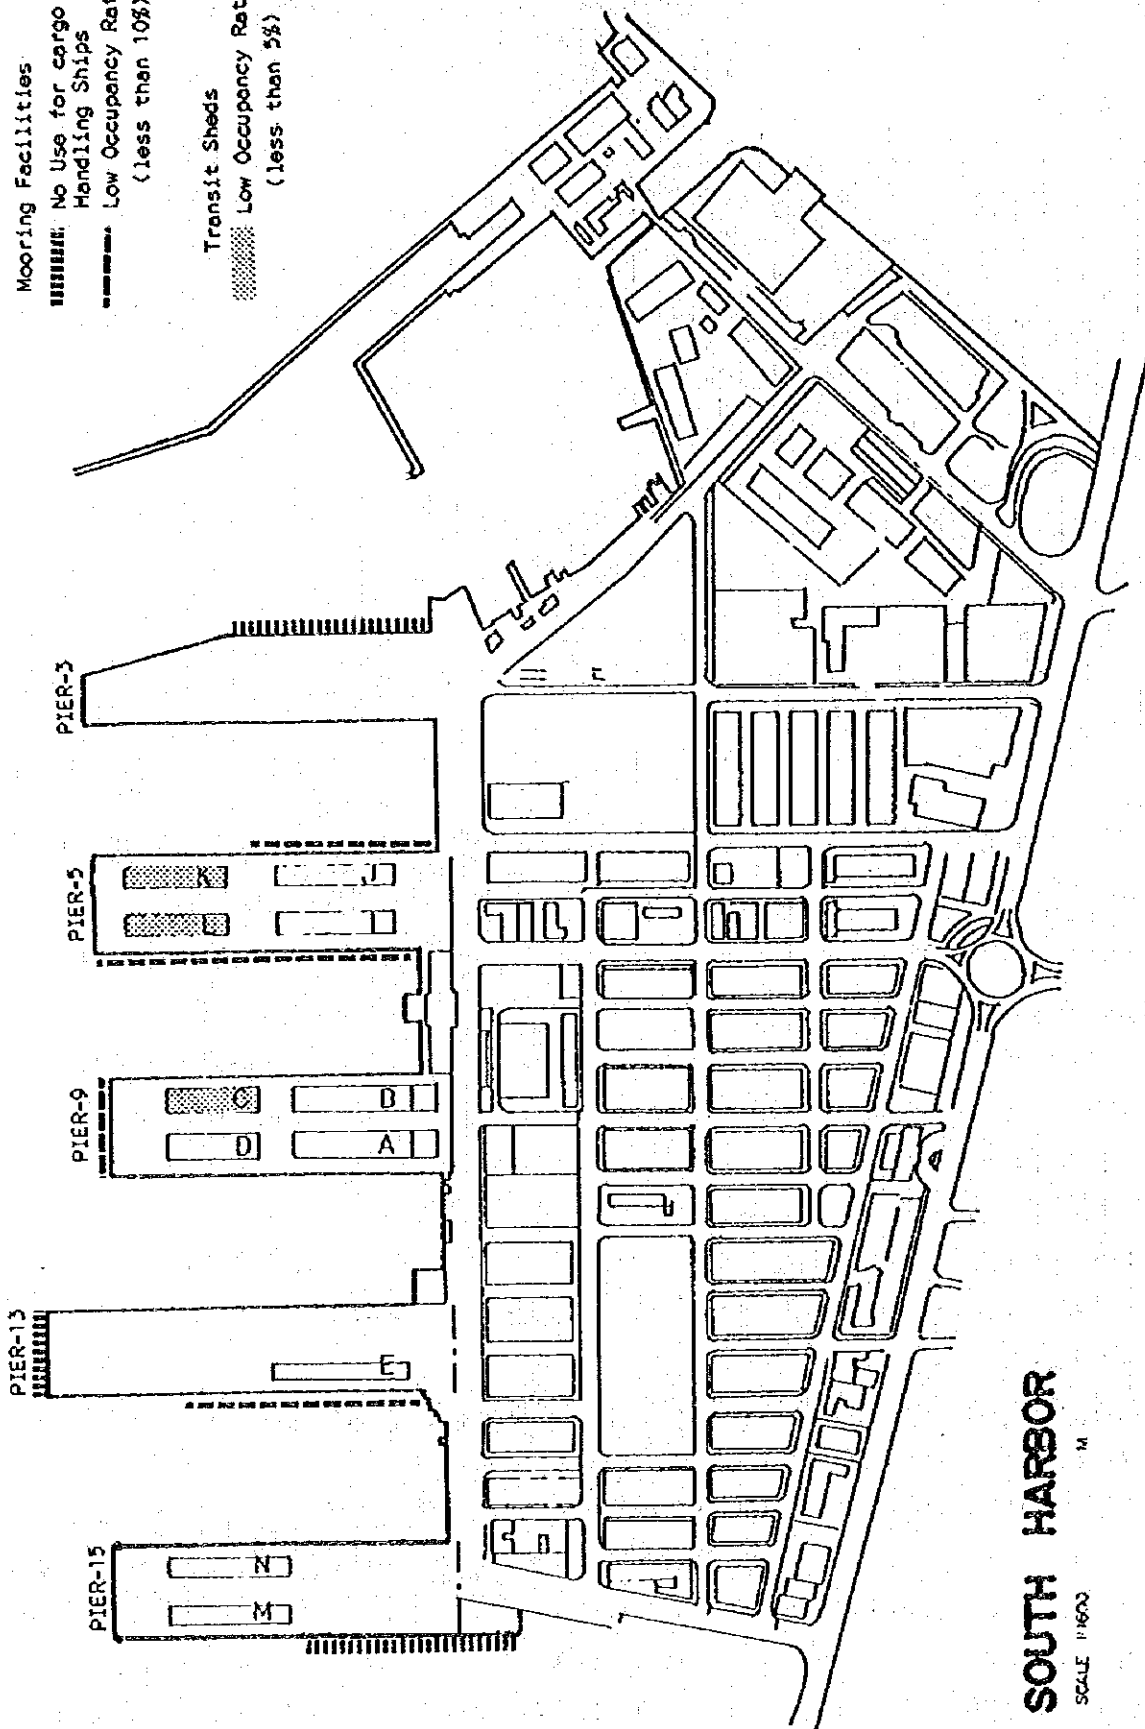 Mooring Facilities
No Use for cargo
Handling Ships
Low Occupancy Rat
(less than 10%)
Transit Sheds
Low Occupancy Rat
(less than 5%)
PIER-3
PIER-5
K
J
L
I
PIER-9
C
B
D
A
PIER-13
E
PIER-15
N
M
SOUTH HARBOR
SCALE
M